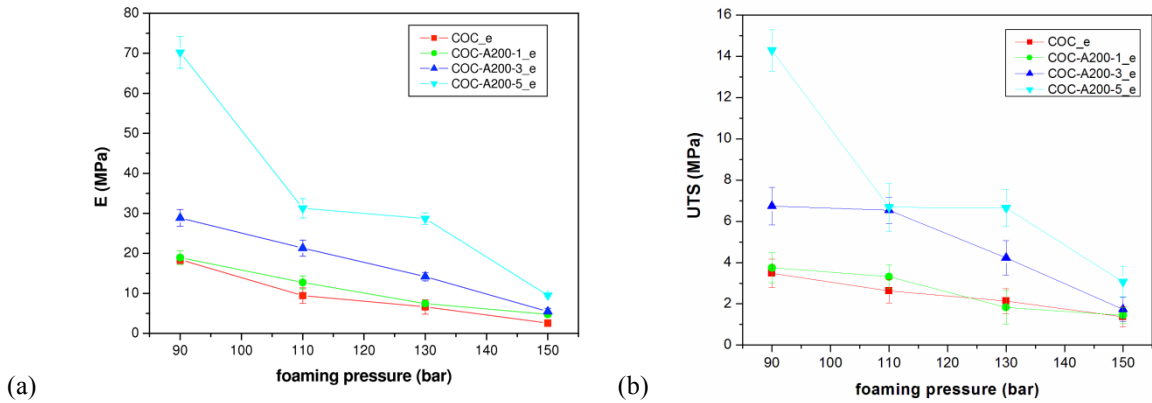 80
70
60
50
40
30
20
10
0
E (MPa)
COC_e
COC-A200-1_e
COC-A200-3_e
COC-A200-5_e
90 100 110 120 130 140 150
foaming pressure (bar)
(a)
16
14
12
10
8
6
4
2
0
UTS (MPa)
COC_e
COC-A200-1_e
COC-A200-3_e
COC-A200-5_e
90 100 110 120 130 140 150
foaming pressure (bar)
(b)